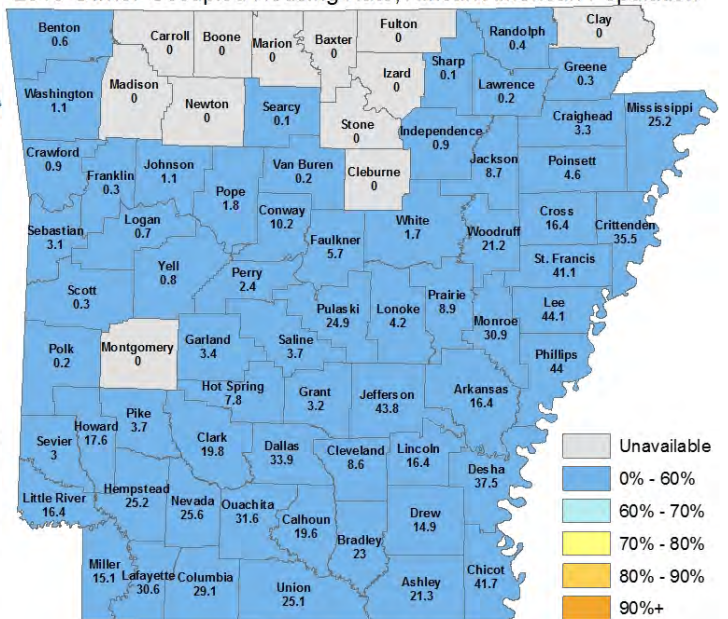 Benton
0.6
Carroll
0
Boone
0
Marion
0
Baxter
0
Fulton
0
Randolph
0.4
Clay
0
Izard
0
Sharp
0.1
Greene
0.3
Washington
1.1
Madison
0
Newton
0
Searcy
0.1
Lawrence
0.2
Mississippi
25.2
Stone
0
Independence
0.9
Craighead
3.3
Crawford
0.9
Franklin
0.3
Johnson
1.1
Van Buren
0.2
Cleburne
0
Jackson
8.7
Poinsett
4.6
Pope
1.8
Logan
0.7
Conway
10.2
White
1.7
Cross
16.4
Crittenden
35.5
Sebastian
3.1
Faulkner
5.7
Woodruff
21.2
St. Francis
41.1
Yell
0.8
Perry
2.4
Scott
0.3
Pulaski
24.9
Lonoke
4.2
Prairie
8.9
Lee
44.1
Monroe
30.9
Polk
0.2
Montgomery
0
Garland
3.4
Saline
3.7
Phillips
44
Hot Spring
7.8
Grant
3.2
Jefferson
43.8
Arkansas
16.4
Pike
3.7
Howard
17.6
Sevier
3
Clark
19.8
Dallas
33.9
Cleveland
8.6
Lincoln
16.4
Desha
37.5
Little River
16.4
Hempstead
25.2
Nevada
25.6
Ouachita
31.6
Calhoun
19.6
Bradley
23
Drew
14.9
Miller
15.1
Lafayette
30.6
Columbia
29.1
Union
25.1
Ashley
21.3
Chicot
41.7
Unavailable
0% - 60%
60% - 70%
70% - 80%
80% - 90%
90%+